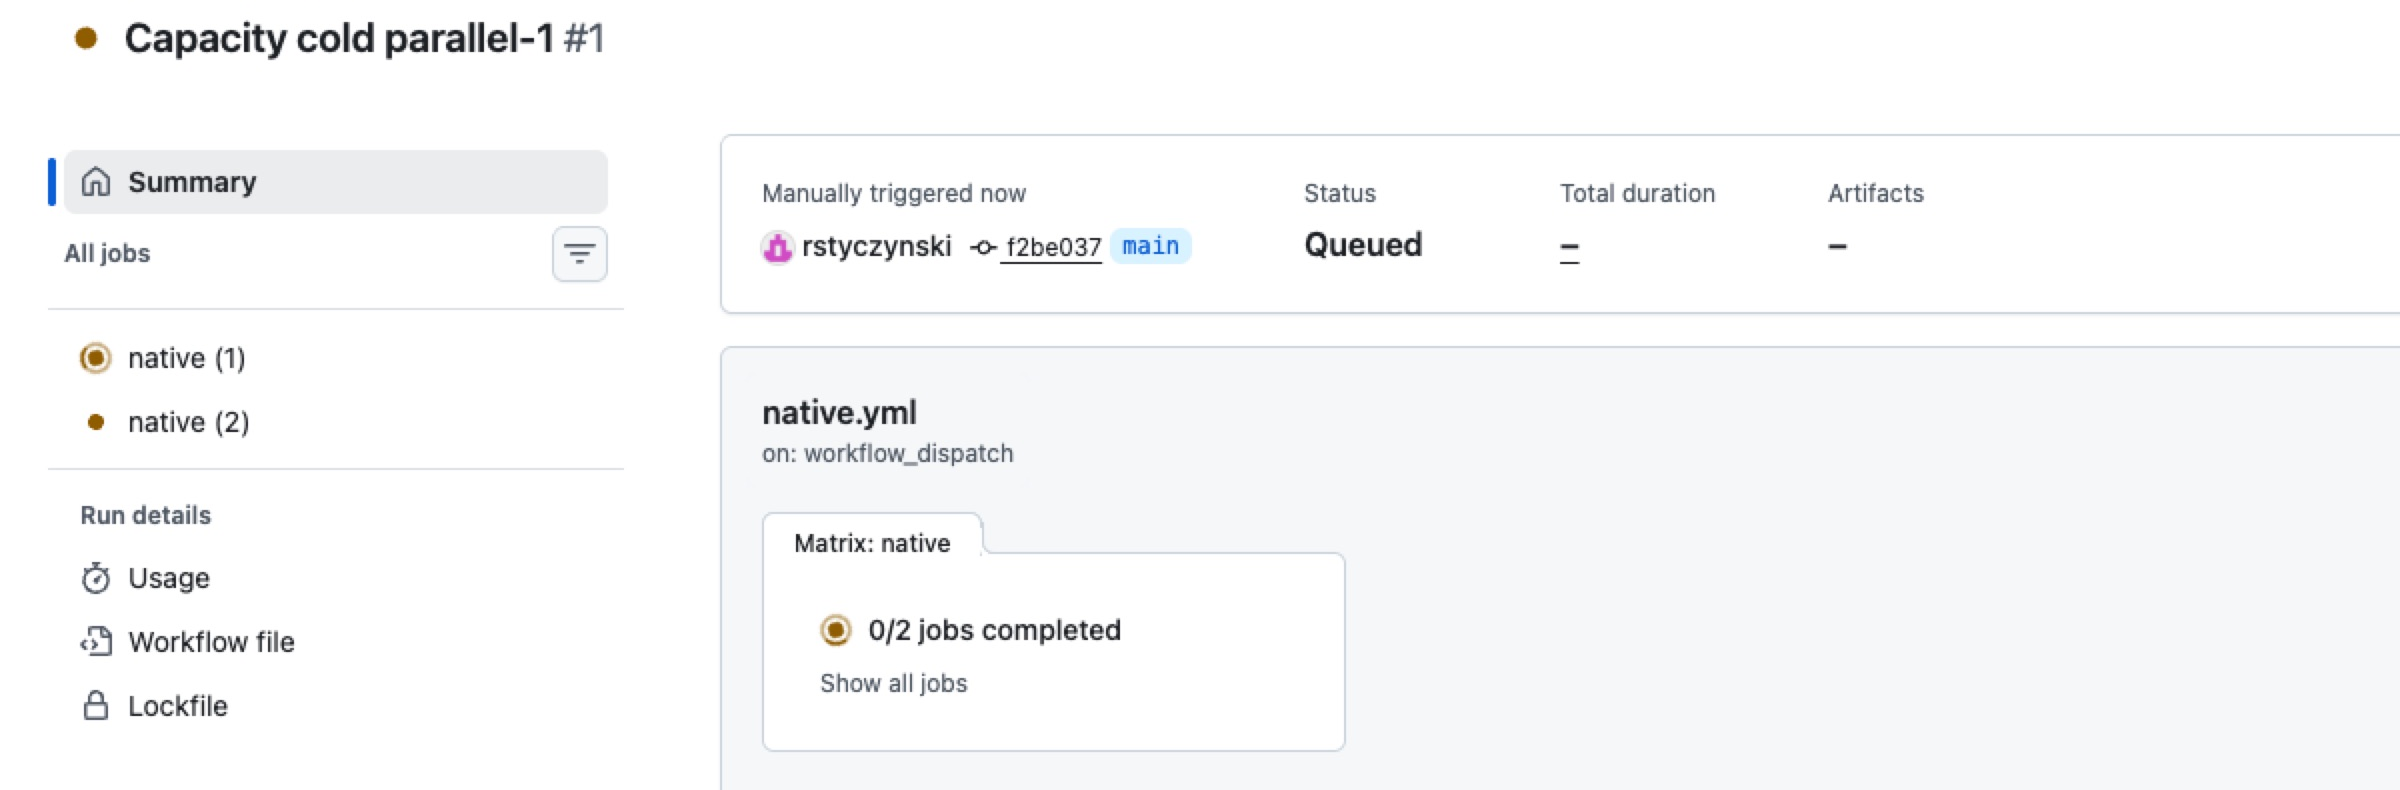 Capacity cold parallel-1 #1
Summary
All jobs
native (1)
native (2)
Run details
Usage
Workflow file
Lockfile
Manually triggered now
rstyczynski f2be037 main
Status
Queued
Total duration
–
Artifacts
–
native.yml
on: workflow_dispatch
Matrix: native
0/2 jobs completed
Show all jobs